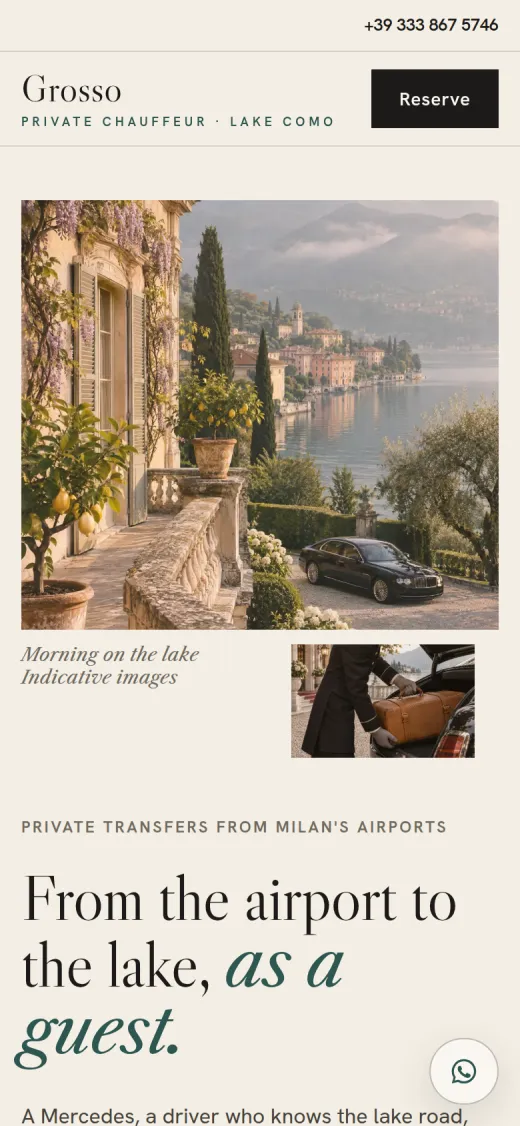 +39 333 867 5746
Grosso
PRIVATE CHAUFFEUR · LAKE COMO
Reserve
Morning on the lake
Indicative images
PRIVATE TRANSFERS FROM MILAN'S AIRPORTS
From the airport to
the lake, as a
guest.
A Mercedes, a driver who knows the lake road,